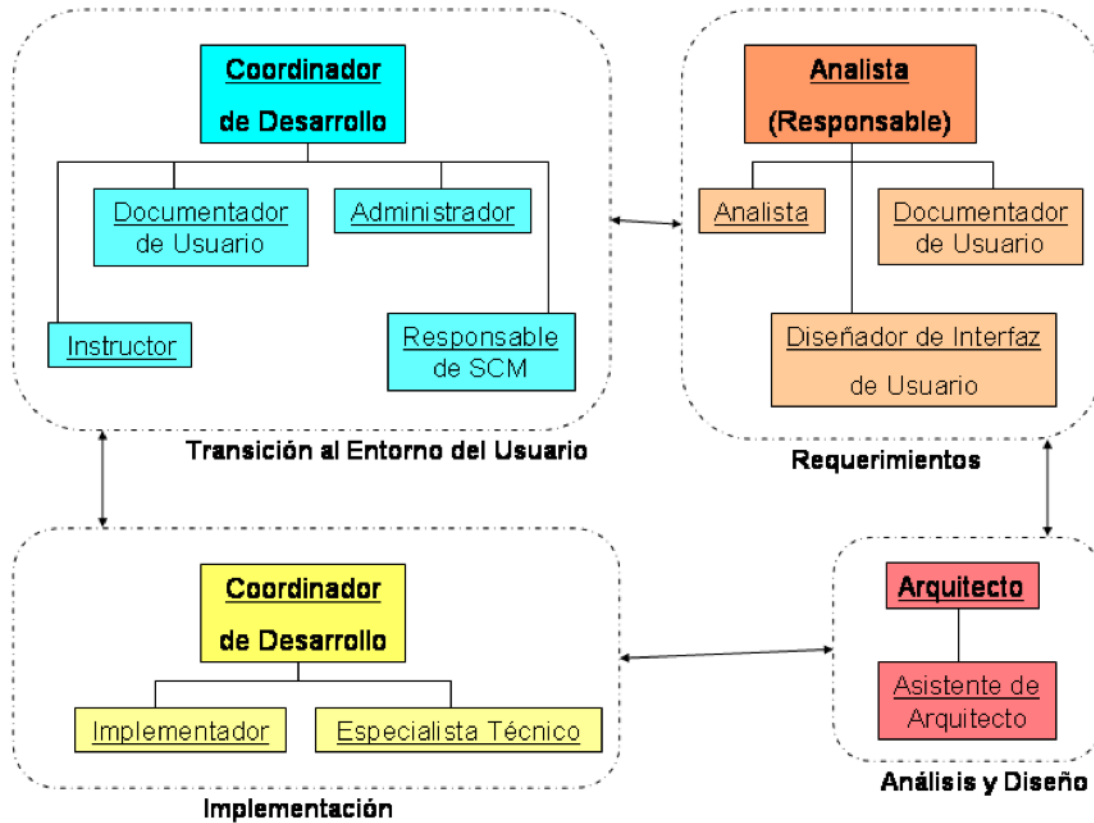 Coordinador
de Desarrollo
Documentador
de Usuario
Administrador
Instructor
Responsable
de SCM
Transición al Entorno del Usuario
Analista
(Responsable)
Analista
Documentador
de Usuario
Diseñador de Interfaz
de Usuario
Requerimientos
Coordinador
de Desarrollo
Implementador
Especialista Técnico
Implementación
Arquitecto
Asistente de
Arquitecto
Análisis y Diseño